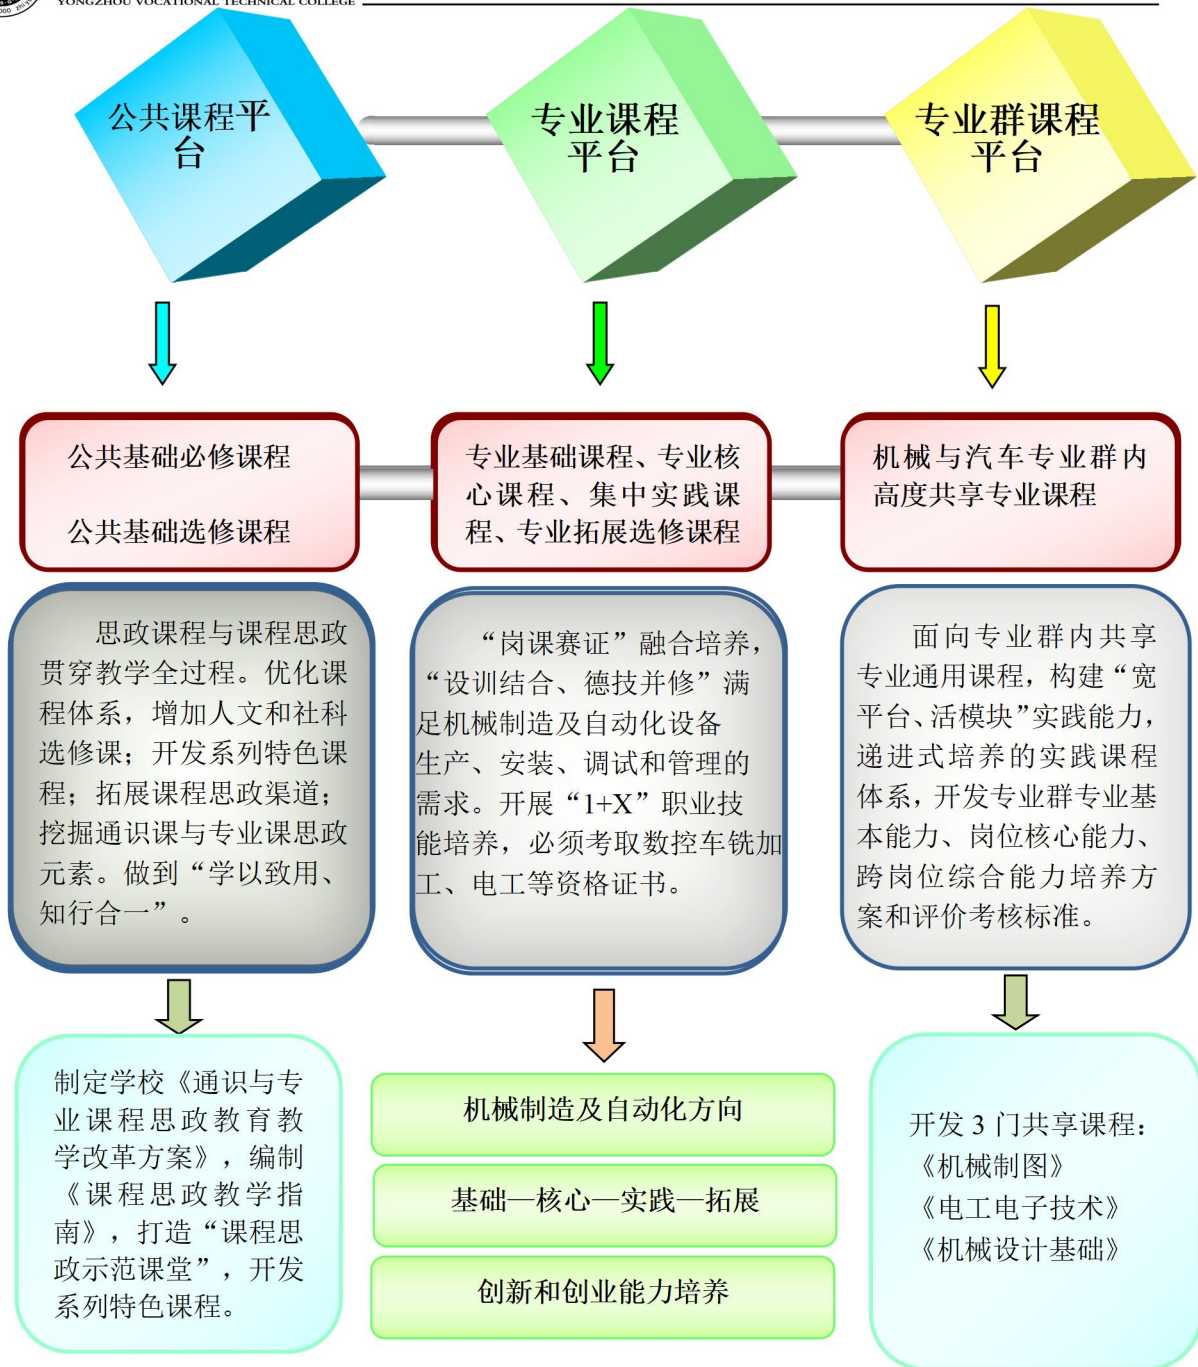 YONGZHOU VOCATIONAL TECHNICAL COLLEGE
公共课程平
台
专业课程
平台
专业群课程
平台
公共基础必修课程
公共基础选修课程
专业基础课程、专业核
心课程、集中实践课
程、专业拓展选修课程
机械与汽车专业群内
高度共享专业课程
思政课程与课程思政
贯穿教学全过程。优化课
程体系，增加人文和社科
选修课；开发系列特色课
程；拓展课程思政渠道；
挖掘通识课与专业课思政
元素。做到“学以致用、
知行合一”。
“岗课赛证”融合培养，
“设训结合、德技并修”满
足机械制造及自动化设备
生产、安装、调试和管理的
需求。开展“1+X”职业技
能培养，必须考取数控车铣加
工、电工等资格证书。
面向专业群内共享
专业通用课程，构建“宽
平台、活模块”实践能力，
递进式培养的实践课程
体系，开发专业群专业基
本能力、岗位核心能力、
跨岗位综合能力培养方
案和评价考核标准。
制定学校《通识与专
业课程思政教育教
学改革方案》，编制
《课程思政教学指
南》，打造“课程思
政示范课堂”，开发
系列特色课程。
机械制造及自动化方向
基础—核心—实践—拓展
创新和创业能力培养
开发 3 门共享课程：
《机械制图》
《电工电子技术》
《机械设计基础》